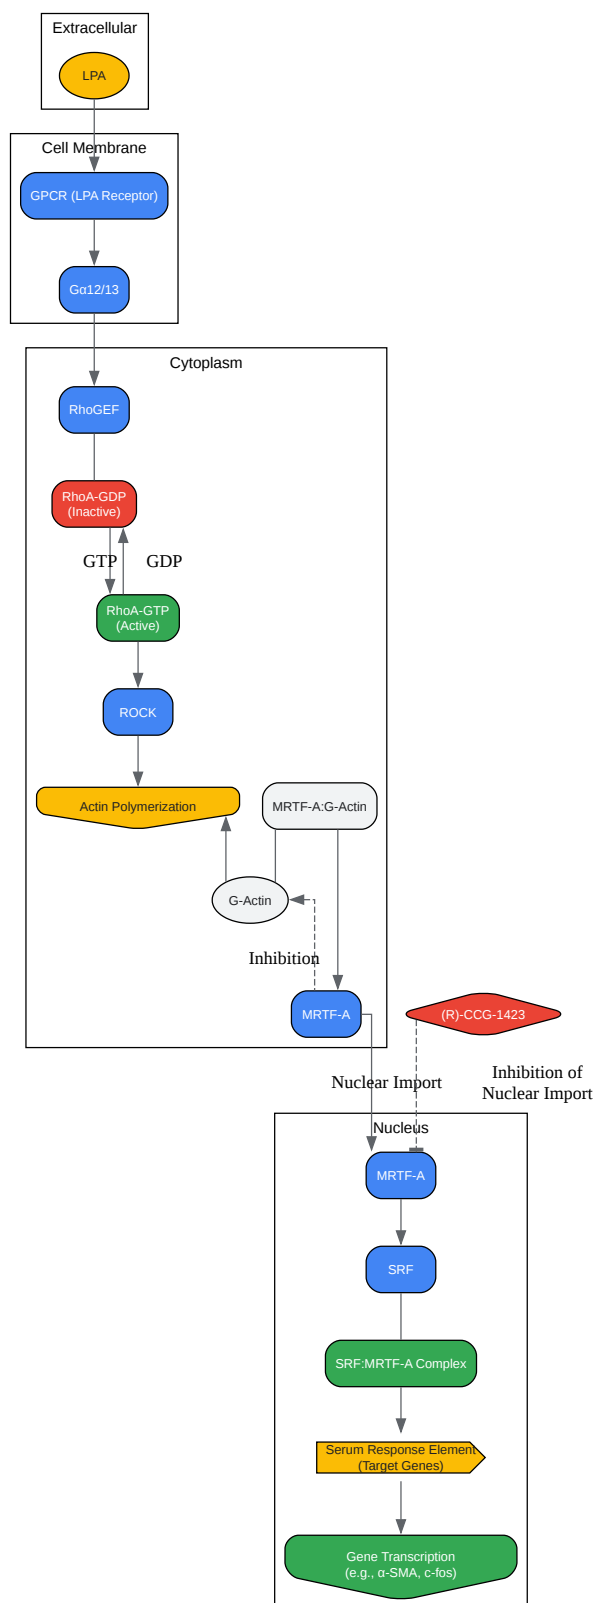 Extracellular
LPA
Cell Membrane
GPCR (LPA Receptor)
Gα12/13
Cytoplasm
RhoGEF
RhoA-GDP
(Inactive)
GTP
GDP
RhoA-GTP
(Active)
ROCK
Actin Polymerization
MRTF-A:G-Actin
G-Actin
Inhibition
MRTF-A
(R)-CCG-1423
Nuclear Import
Inhibition of
Nuclear Import
Nucleus
MRTF-A
SRF
SRF:MRTF-A Complex
Serum Response Element
(Target Genes)
Gene Transcription
(e.g., α-SMA, c-fos)